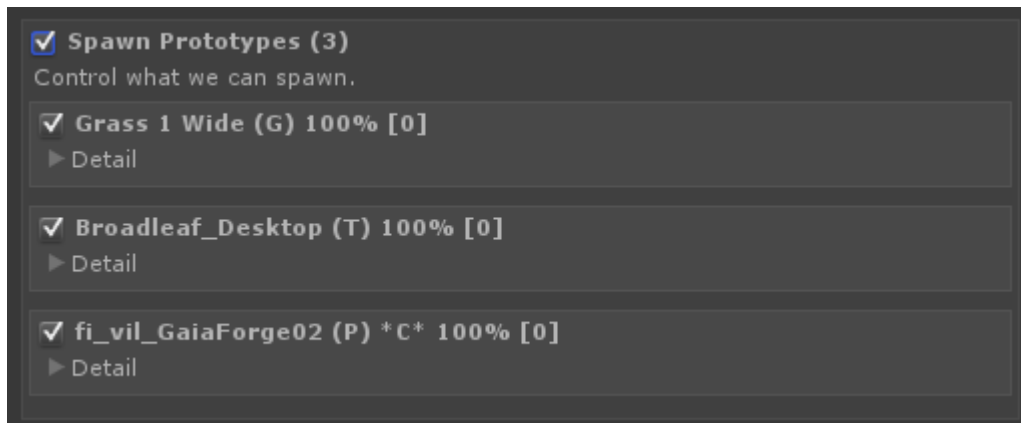 Spawn Prototypes (3)
Control what we can spawn.
Grass 1 Wide (G) 100% [0]
Detail
Broadleaf_Desktop (T) 100% [0]
Detail
fi_vil_GaiaForge02 (P) *C* 100% [0]
Detail